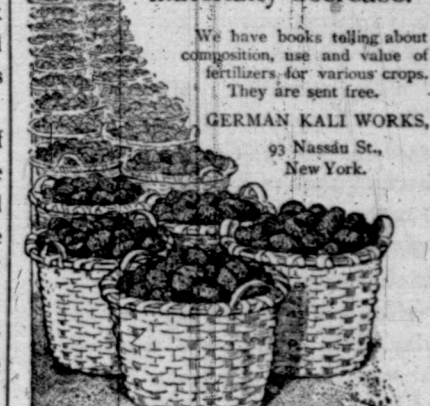 We have books telling about
composition, use and value of
fertilizers for various crops.
They are sent free.
GERMAN KALI WORKS,
93 Nassau St.,
New York.